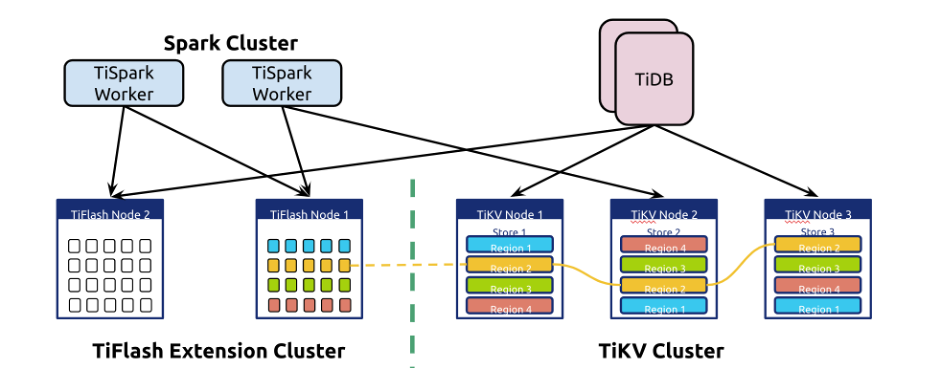 Spark Cluster
TiSpark
Worker
TiSpark
Worker
TiDB
TiFlash Node 2
TiFlash Node 1
TiKV Node 1
Store 1
Region 1
Region 2
Region 3
Region 4
TiKV Node 2
Store 2
Region 4
Region 3
Region 2
Region 1
TiKV Node 3
Store 3
Region 2
Region 3
Region 4
Region 1
TiFlash Extension Cluster
TiKV Cluster